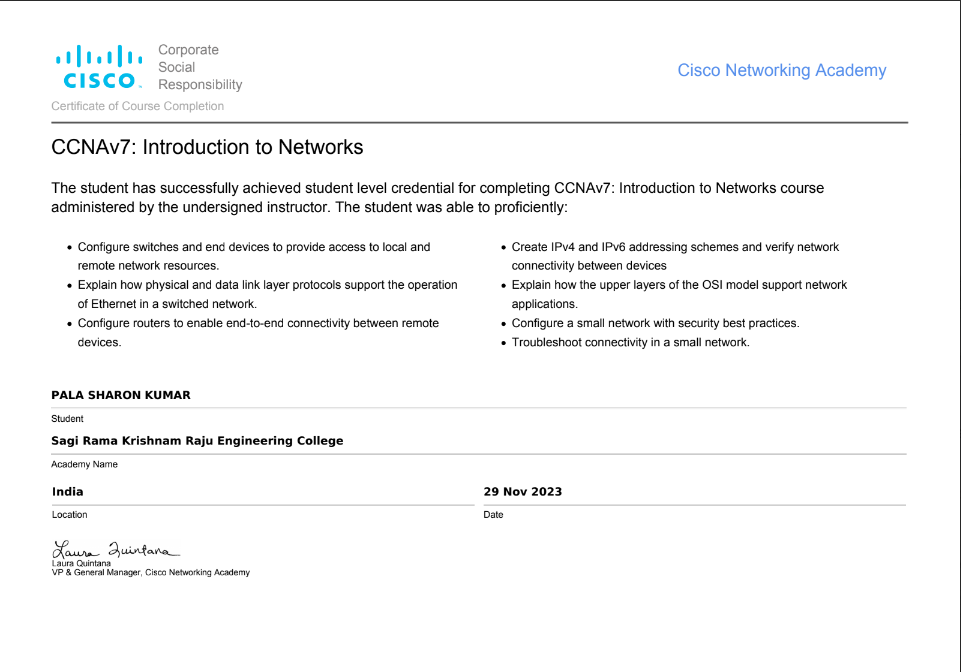 Corporate
Social
Responsibility
CISCO
Cisco Networking Academy
Certificate of Course Completion
CCNAv7: Introduction to Networks
The student has successfully achieved student level credential for completing CCNAv7: Introduction to Networks course
administered by the undersigned instructor. The student was able to proficiently:
• Configure switches and end devices to provide access to local and
remote network resources.
• Explain how physical and data link layer protocols support the operation
of Ethernet in a switched network.
• Configure routers to enable end-to-end connectivity between remote
devices.
• Create IPv4 and IPv6 addressing schemes and verify network
connectivity between devices
• Explain how the upper layers of the OSI model support network
applications.
• Configure a small network with security best practices.
• Troubleshoot connectivity in a small network.
PALA SHARON KUMAR
Student
Sagi Rama Krishnam Raju Engineering College
Academy Name
India
Location
29 Nov 2023
Date
Laura Quintana
Laura Quintana
VP & General Manager, Cisco Networking Academy